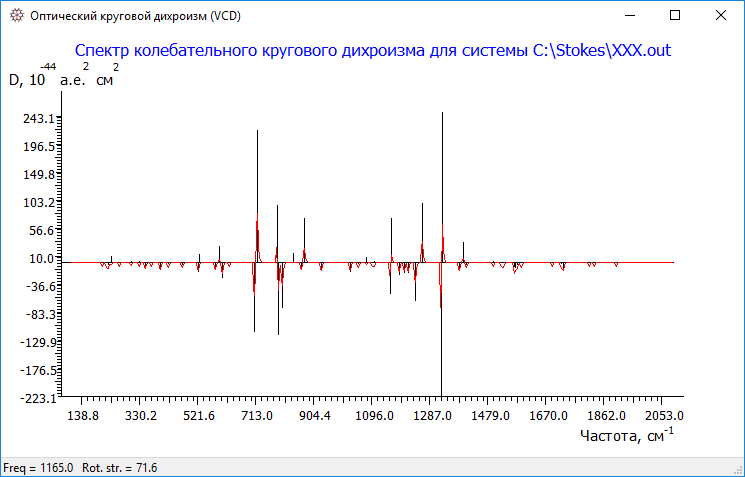 Оптический круговой дихроизм (VCD)
Спектр колебательного кругового дихроизма для системы C:\Stokes\XXX.out
D, 10⁻⁴⁴ а.е.² см²
243.1
196.5
149.8
103.2
56.6
10.0
-36.6
-83.3
-129.9
-176.5
-223.1
138.8 330.2 521.6 713.0 904.4 1096.0 1287.0 1479.0 1670.0 1862.0 2053.0
Частота, см⁻¹
Freq = 1165.0 Rot. str. = 71.6